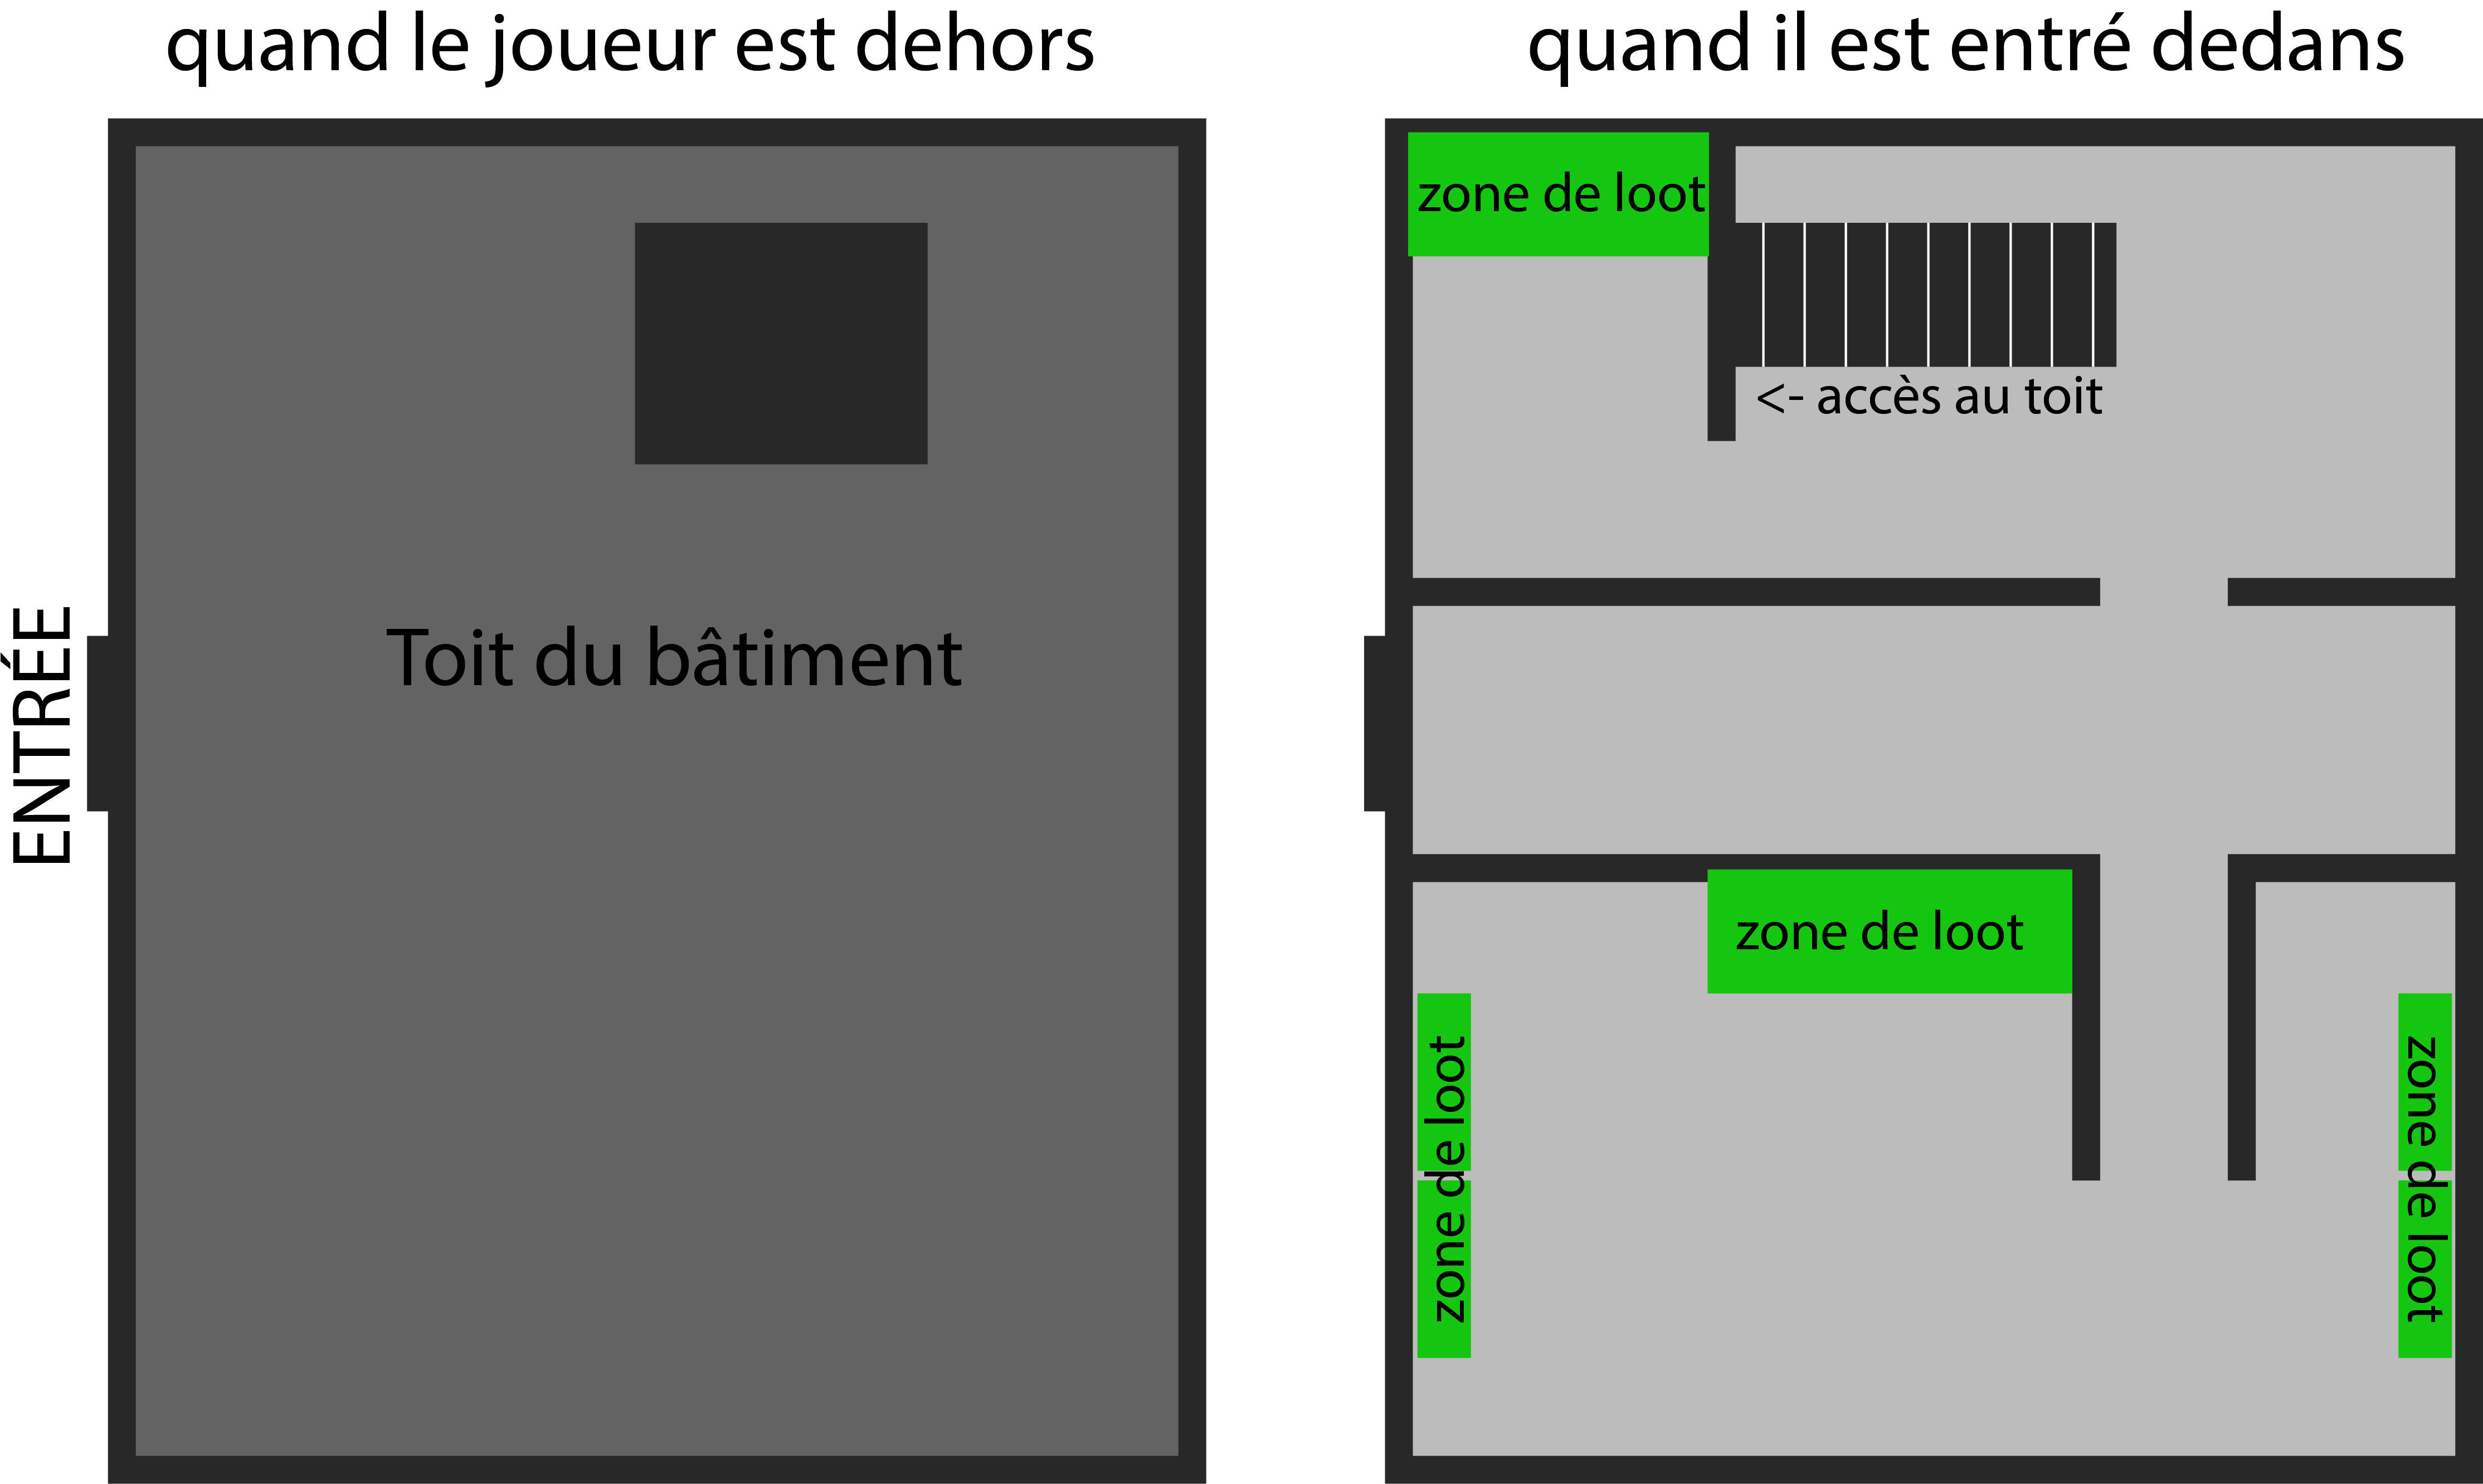 quand le joueur est dehors
quand il est entré dedans
zone de loot
<- accès au toit
ENTRÉE
Toit du bâtiment
zone de loot
zone de loot
zone de loot